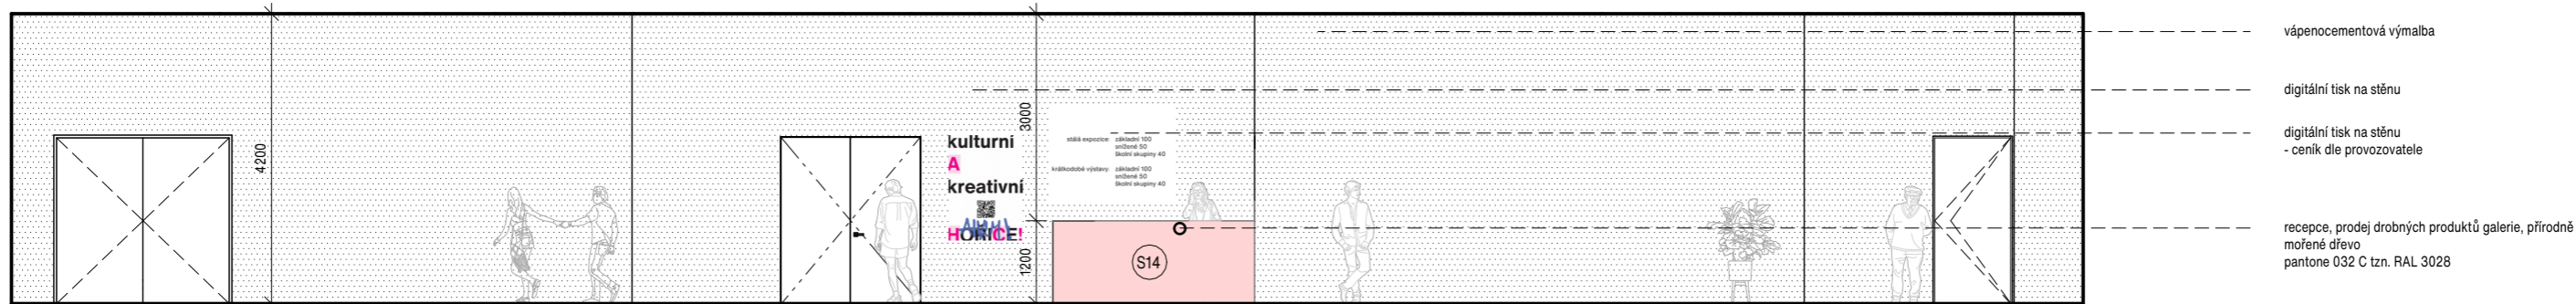 vápenocementová výmalba
digitální tisk na stěnu
digitální tisk na stěnu
- ceník dle provozovatele
recepce, prodej drobných produktů galerie, přírodně
mořené dřevo
pantone 032 C tzn. RAL 3028
4200
3000
1200
kulturní
A
kreativní
HOŘICE!
stálá expozice: základní 100
snížené 50
školní skupiny 40
krátkodobé výstavy: základní 100
snížené 50
školní skupiny 40
S14